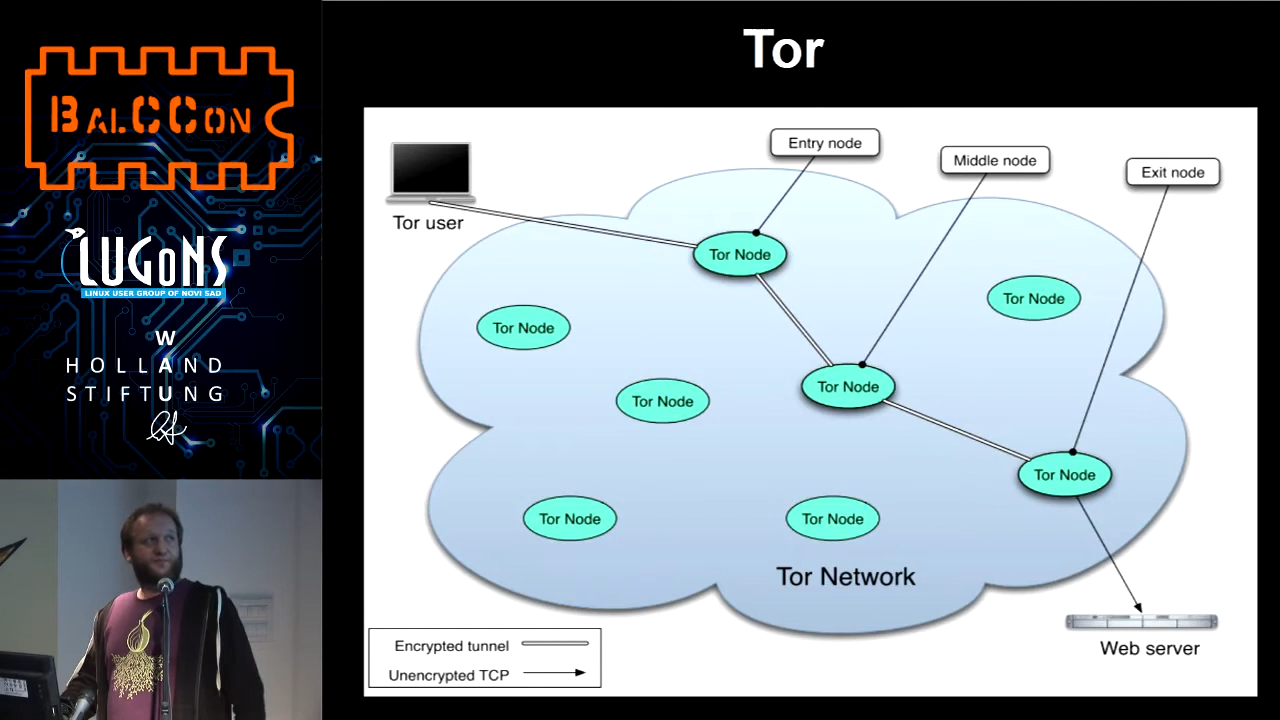 Tor
BALCCON
LUGONS
LINUX USER GROUP OF NOVI SAD
W
HOLLAND
STIFTUNG
Entry node
Middle node
Exit node
Tor user
Tor Node
Tor Node
Tor Node
Tor Node
Tor Node
Tor Node
Tor Node
Tor Node
Tor Network
Web server
Encrypted tunnel
Unencrypted TCP